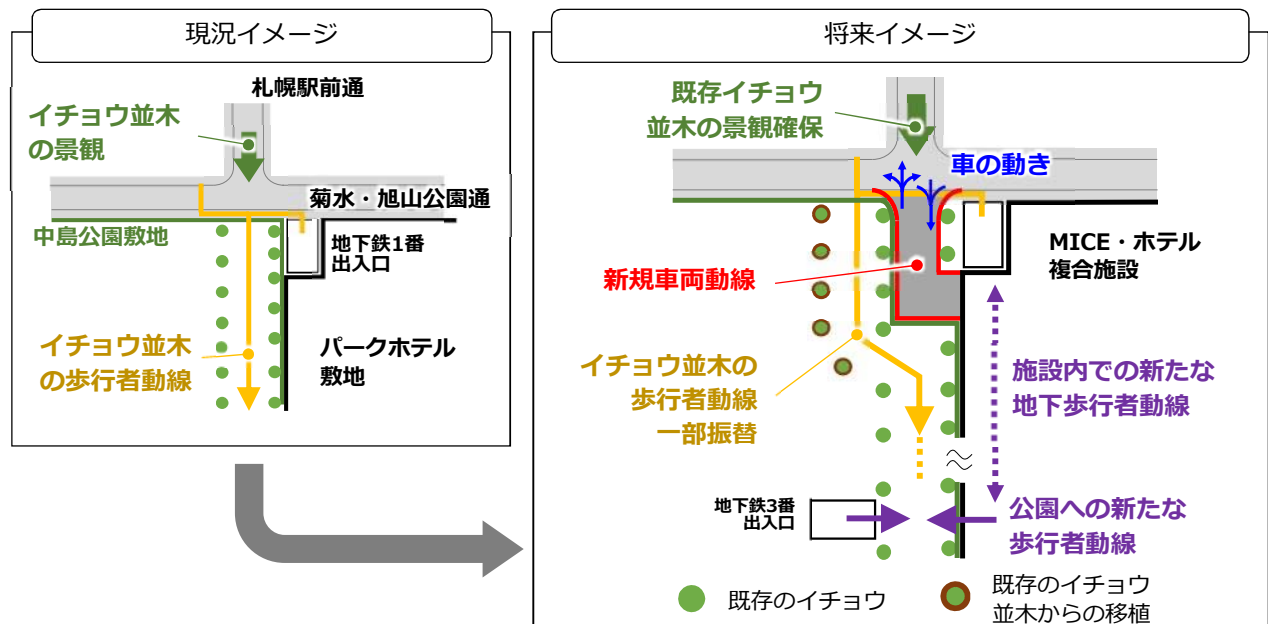 現況イメージ
札幌駅前通
イチョウ並木
の景観
菊水・旭山公園通
中島公園敷地
地下鉄1番
出入口
イチョウ並木
の歩行者動線
パークホテル
敷地
将来イメージ
既存イチョウ
並木の景観確保
車の動き
MICE・ホテル
複合施設
新規車両動線
イチョウ並木の
歩行者動線
一部振替
施設内での新たな
地下歩行者動線
地下鉄3番
出入口
公園への新たな
歩行者動線
既存のイチョウ
既存のイチョウ
並木からの移植